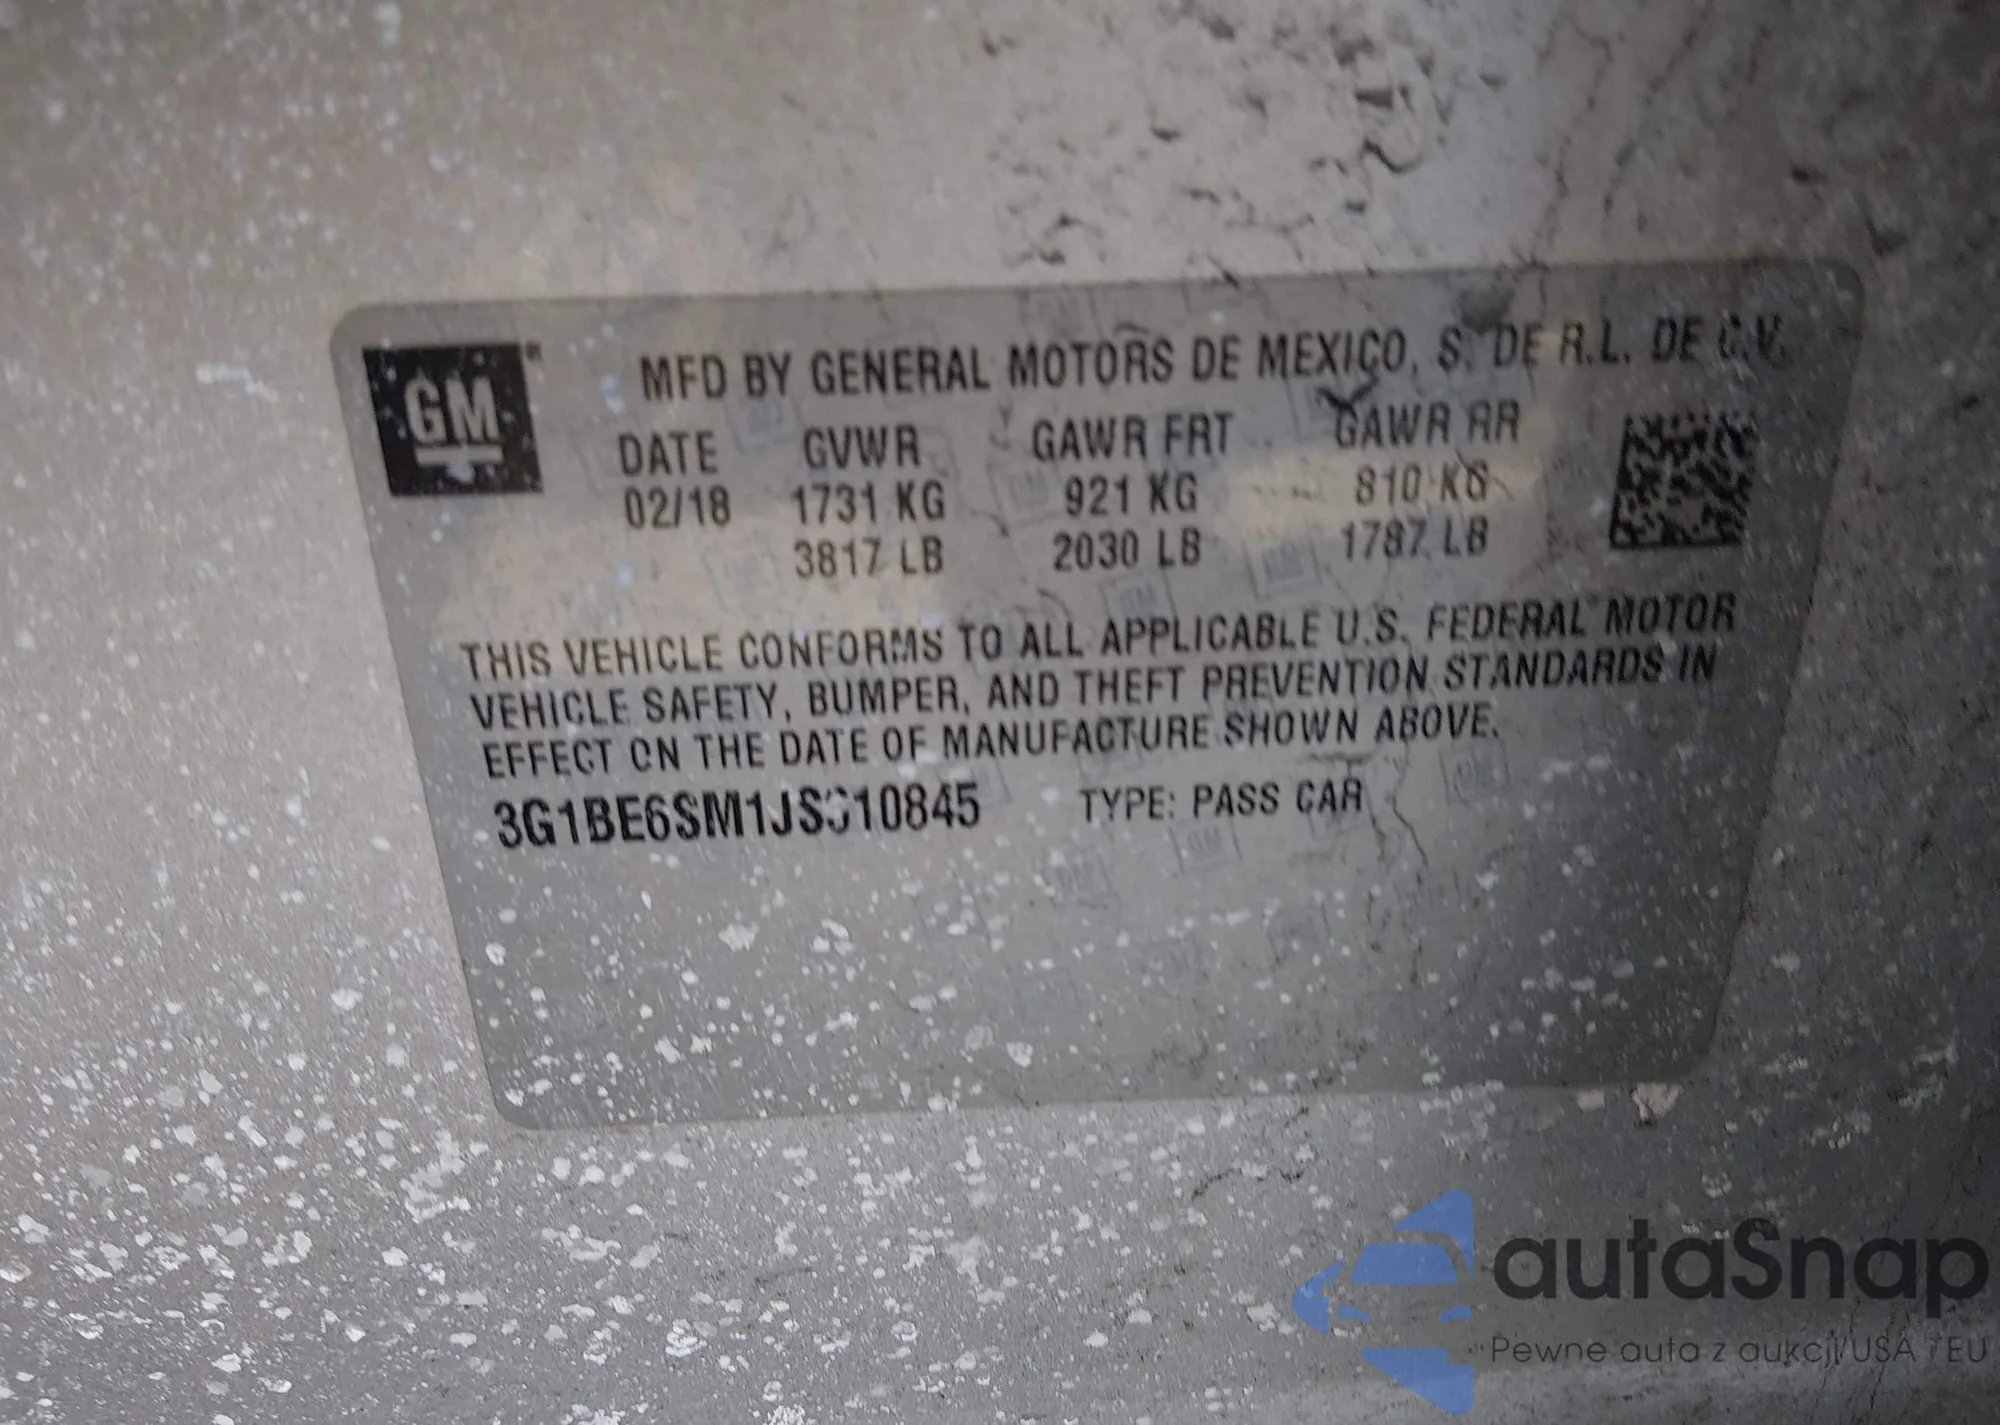 GM
MFD BY GENERAL MOTORS DE MEXICO, S. DE R.L. DE C.V.
DATE GVWR GAWR FRT GAWR RR
02/18 1731 KG 921 KG 810 KG
3817 LB 2030 LB 1787 LB
THIS VEHICLE CONFORMS TO ALL APPLICABLE U.S. FEDERAL MOTOR
VEHICLE SAFETY, BUMPER, AND THEFT PREVENTION STANDARDS IN
EFFECT ON THE DATE OF MANUFACTURE SHOWN ABOVE.
TYPE: PASS CAR
autaSnap
Pewne auta z aukcji USA / EU